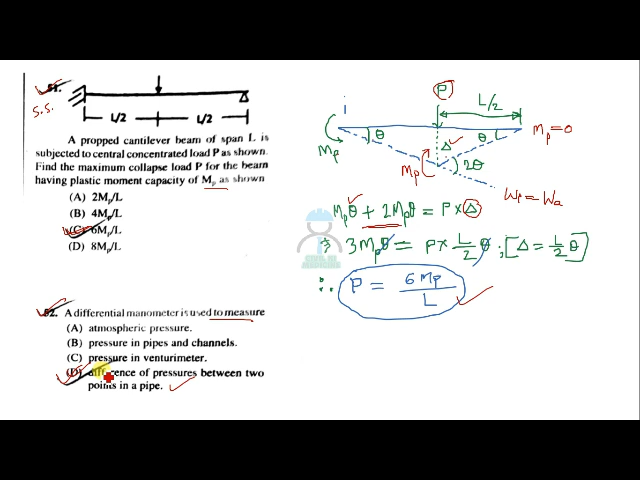 51.
S.S.
L/2 L/2
A propped cantilever beam of span L is
subjected to central concentrated load P as shown.
Find the maximum collapse load P for the beam
having plastic moment capacity of Mp as shown
(A) 2Mp/L
(B) 4Mp/L
(C) 6Mp/L
(D) 8Mp/L
52. A differential manometer is used to measure
(A) atmospheric pressure.
(B) pressure in pipes and channels.
(C) pressure in venturimeter.
(D) difference of pressures between two
points in a pipe.
P
L/2
θ θ Mp=0
Mp Δ
Mp 2θ
Mpθ + 2Mpθ = P×Δ
3Mpθ = P×L/2 θ ; [Δ=L/2 θ]
∴ P = 6Mp/L